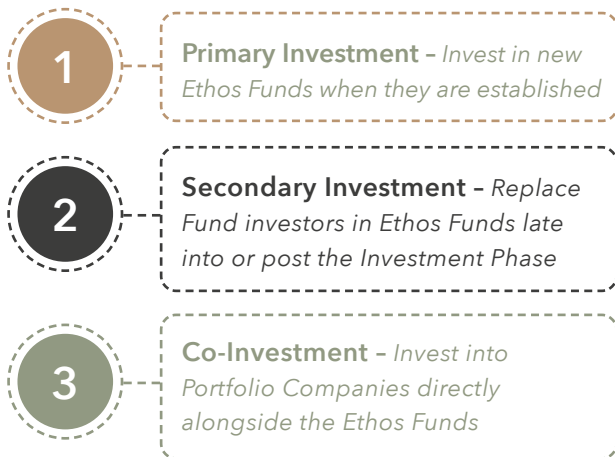 1
Primary Investment – Invest in new
Ethos Funds when they are established
2
Secondary Investment – Replace
Fund investors in Ethos Funds late
into or post the Investment Phase
3
Co-Investment – Invest into
Portfolio Companies directly
alongside the Ethos Funds